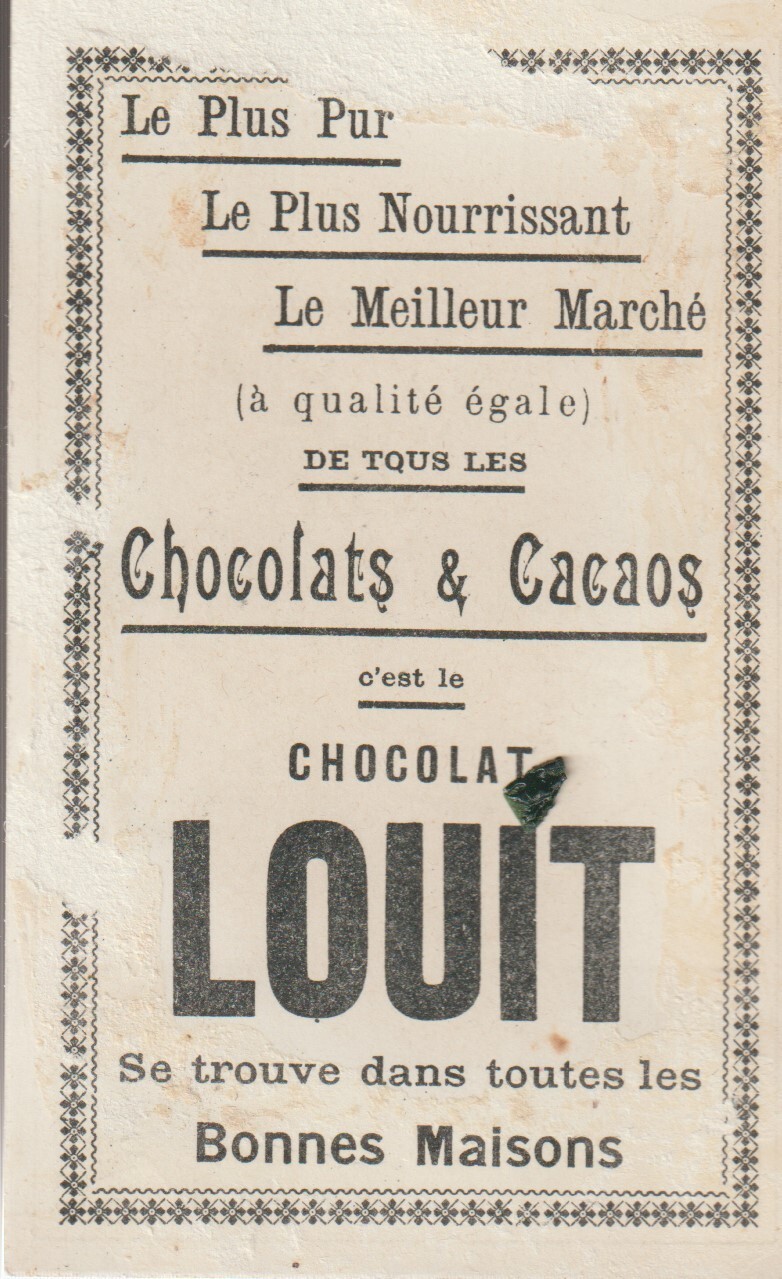 Le Plus Pur
Le Plus Nourrissant
Le Meilleur Marché
(à qualité égale)
DE TOUS LES
Chocolats & Cacaos
c'est le
CHOCOLAT
LOUIT
Se trouve dans toutes les
Bonnes Maisons